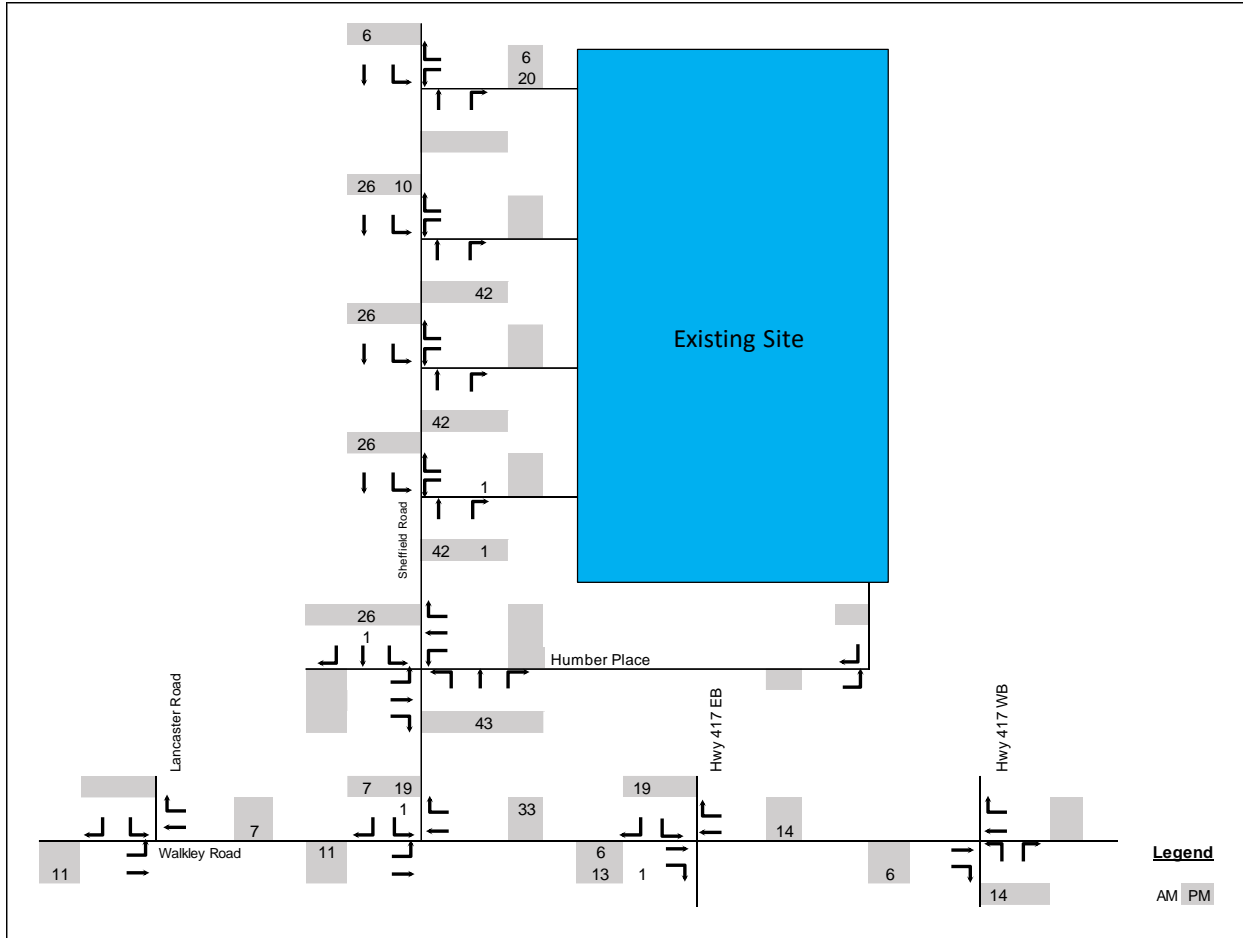 6
6
20
26 10
42
26
Existing Site
42
26
1
Sheffield Road
42 1
26
1
Humber Place
43
Lancaster Road
Hwy 417 EB
Hwy 417 WB
7 19
1
33
19
7
14
Walkley Road
11
11
6
13 1
6
14
Legend
AM PM